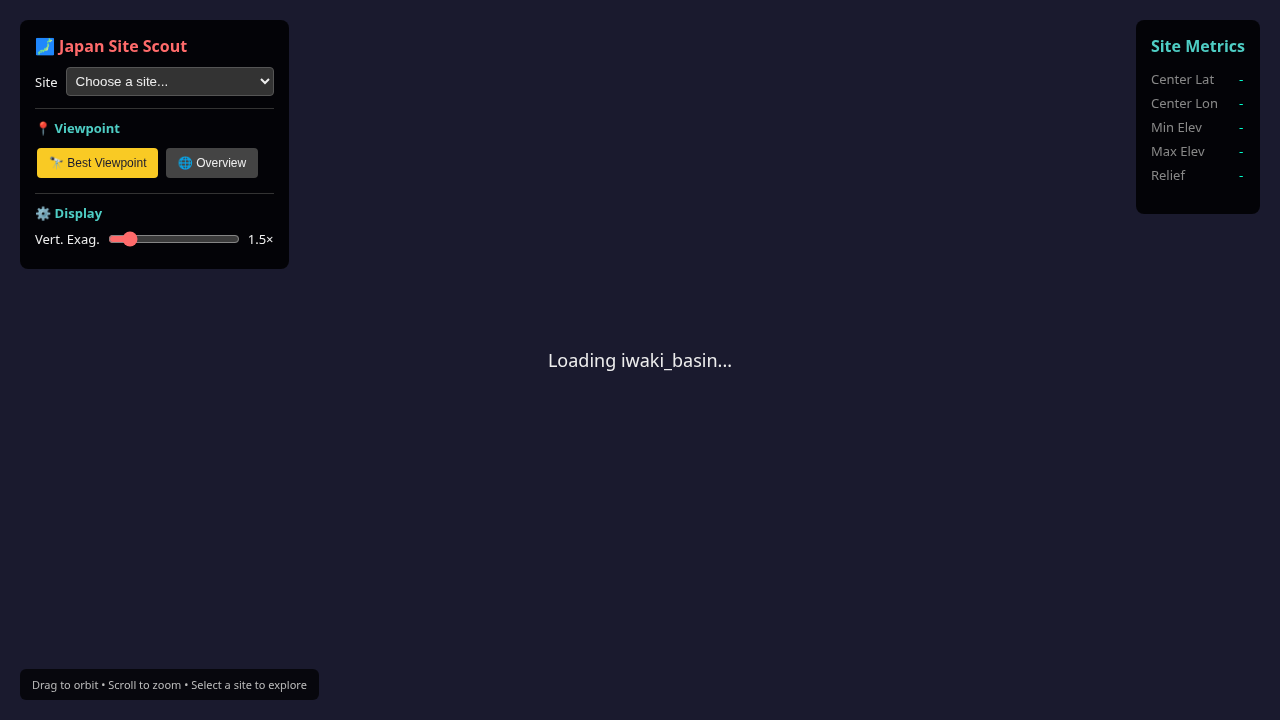 Japan Site Scout
Site Choose a site...
Viewpoint
Best Viewpoint Overview
Display
Vert. Exag. 1.5×
Site Metrics
Center Lat -
Center Lon -
Min Elev -
Max Elev -
Relief -
Loading iwaki_basin...
Drag to orbit • Scroll to zoom • Select a site to explore